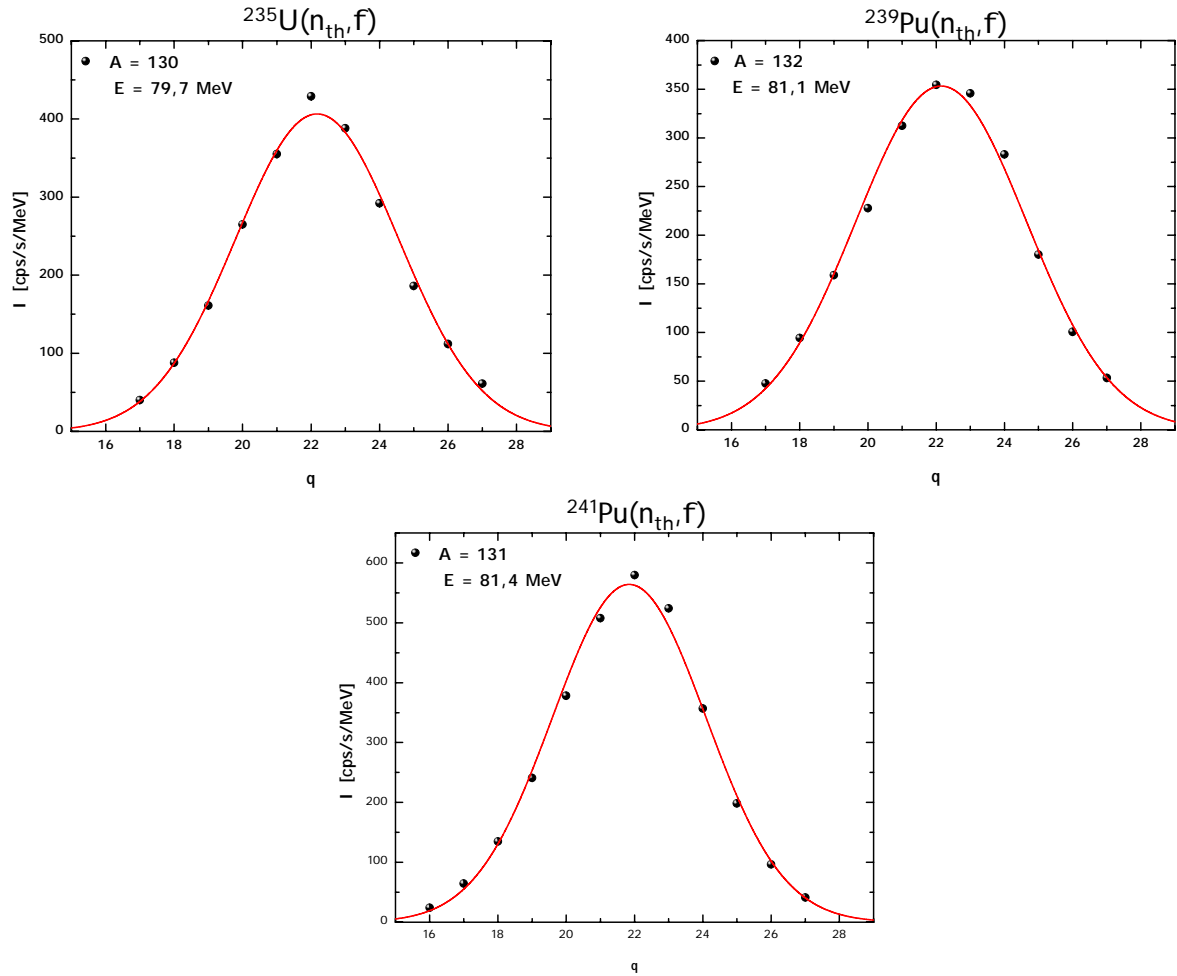 ²³⁵U(nₜₕ,f)
500
400
300
200
100
0
A = 130
E = 79,7 MeV
I [cps/s/MeV]
16 18 20 22 24 26 28
q
²³⁹Pu(nₜₕ,f)
400
350
300
250
200
150
100
50
0
A = 132
E = 81,1 MeV
I [cps/s/MeV]
16 18 20 22 24 26 28
q
²⁴¹Pu(nₜₕ,f)
600
500
400
300
200
100
0
A = 131
E = 81,4 MeV
I [cps/s/MeV]
16 18 20 22 24 26 28
q